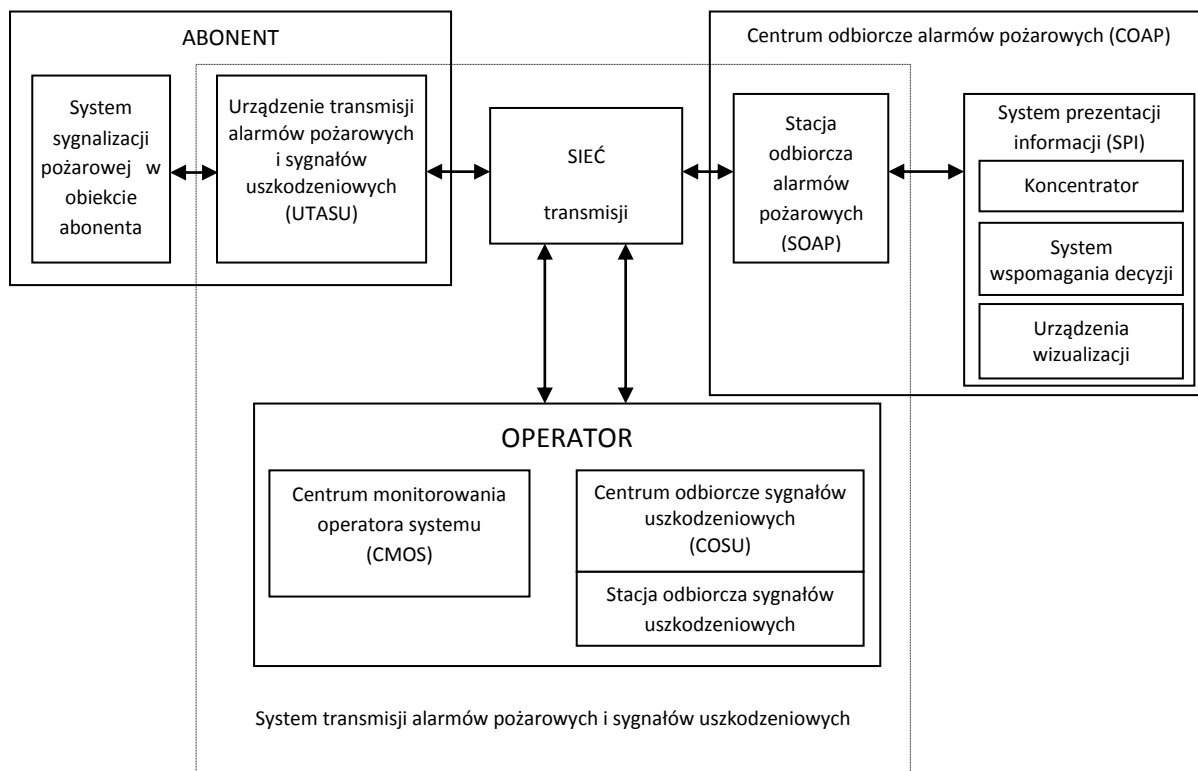 ABONENT
System
sygnalizacji
pożarowej w
obiekcie
abonenta
Urządzenie transmisji
alarmów pożarowych
i sygnałów
uszkodzeniowych
(UTASU)
SIEĆ
transmisji
Centrum odbiorcze alarmów pożarowych (COAP)
Stacja
odbiorcza
alarmów
pożarowych
(SOAP)
System prezentacji
informacji (SPI)
Koncentrator
System
wspomagania decyzji
Urządzenia
wizualizacji
OPERATOR
Centrum monitorowania
operatora systemu
(CMOS)
Centrum odbiorcze sygnałów
uszkodzeniowych
(COSU)
Stacja odbiorcza sygnałów
uszkodzeniowych
System transmisji alarmów pożarowych i sygnałów uszkodzeniowych